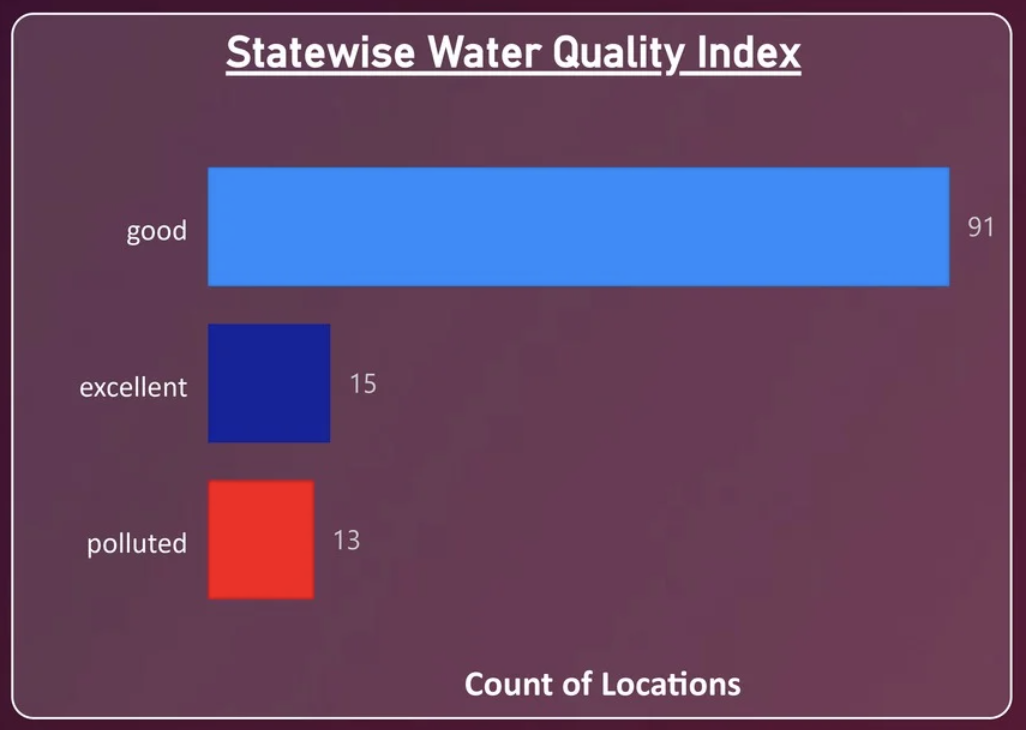 Statewise Water Quality Index
good
91
excellent
15
polluted
13
Count of Locations